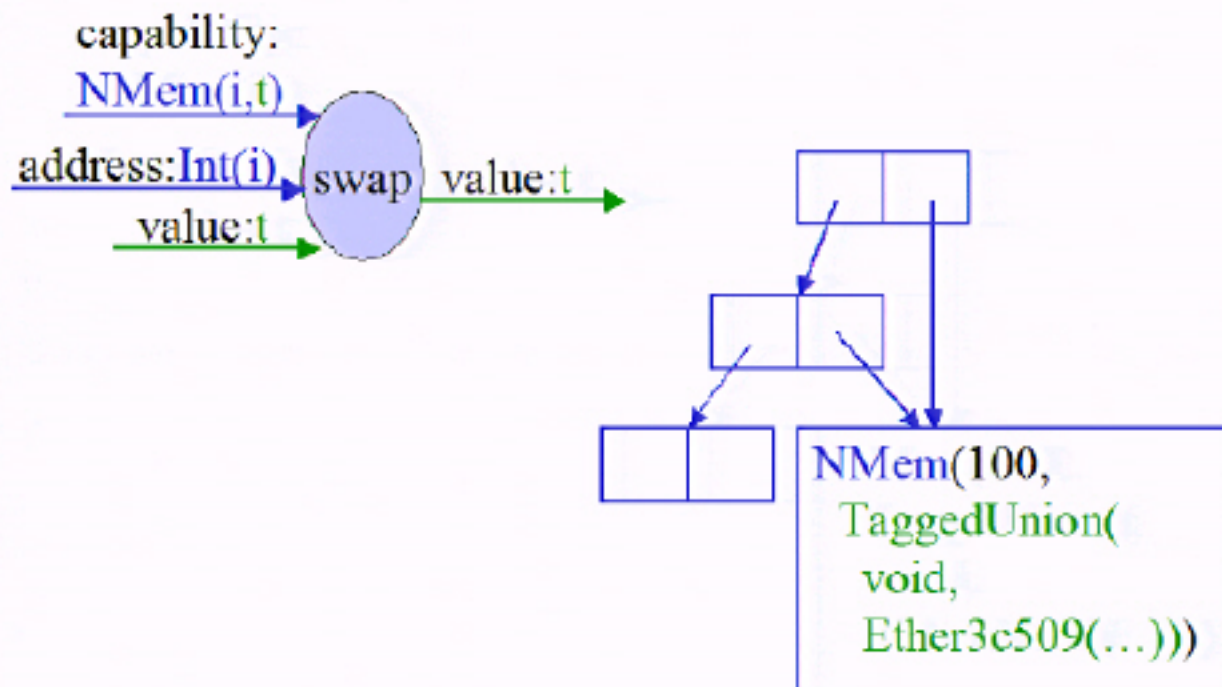 capability:
NMem(i,t)
address:Int(i)
swap
value:t
value:t
NMem(100,
TaggedUnion(
void,
Ether3c509(…)))